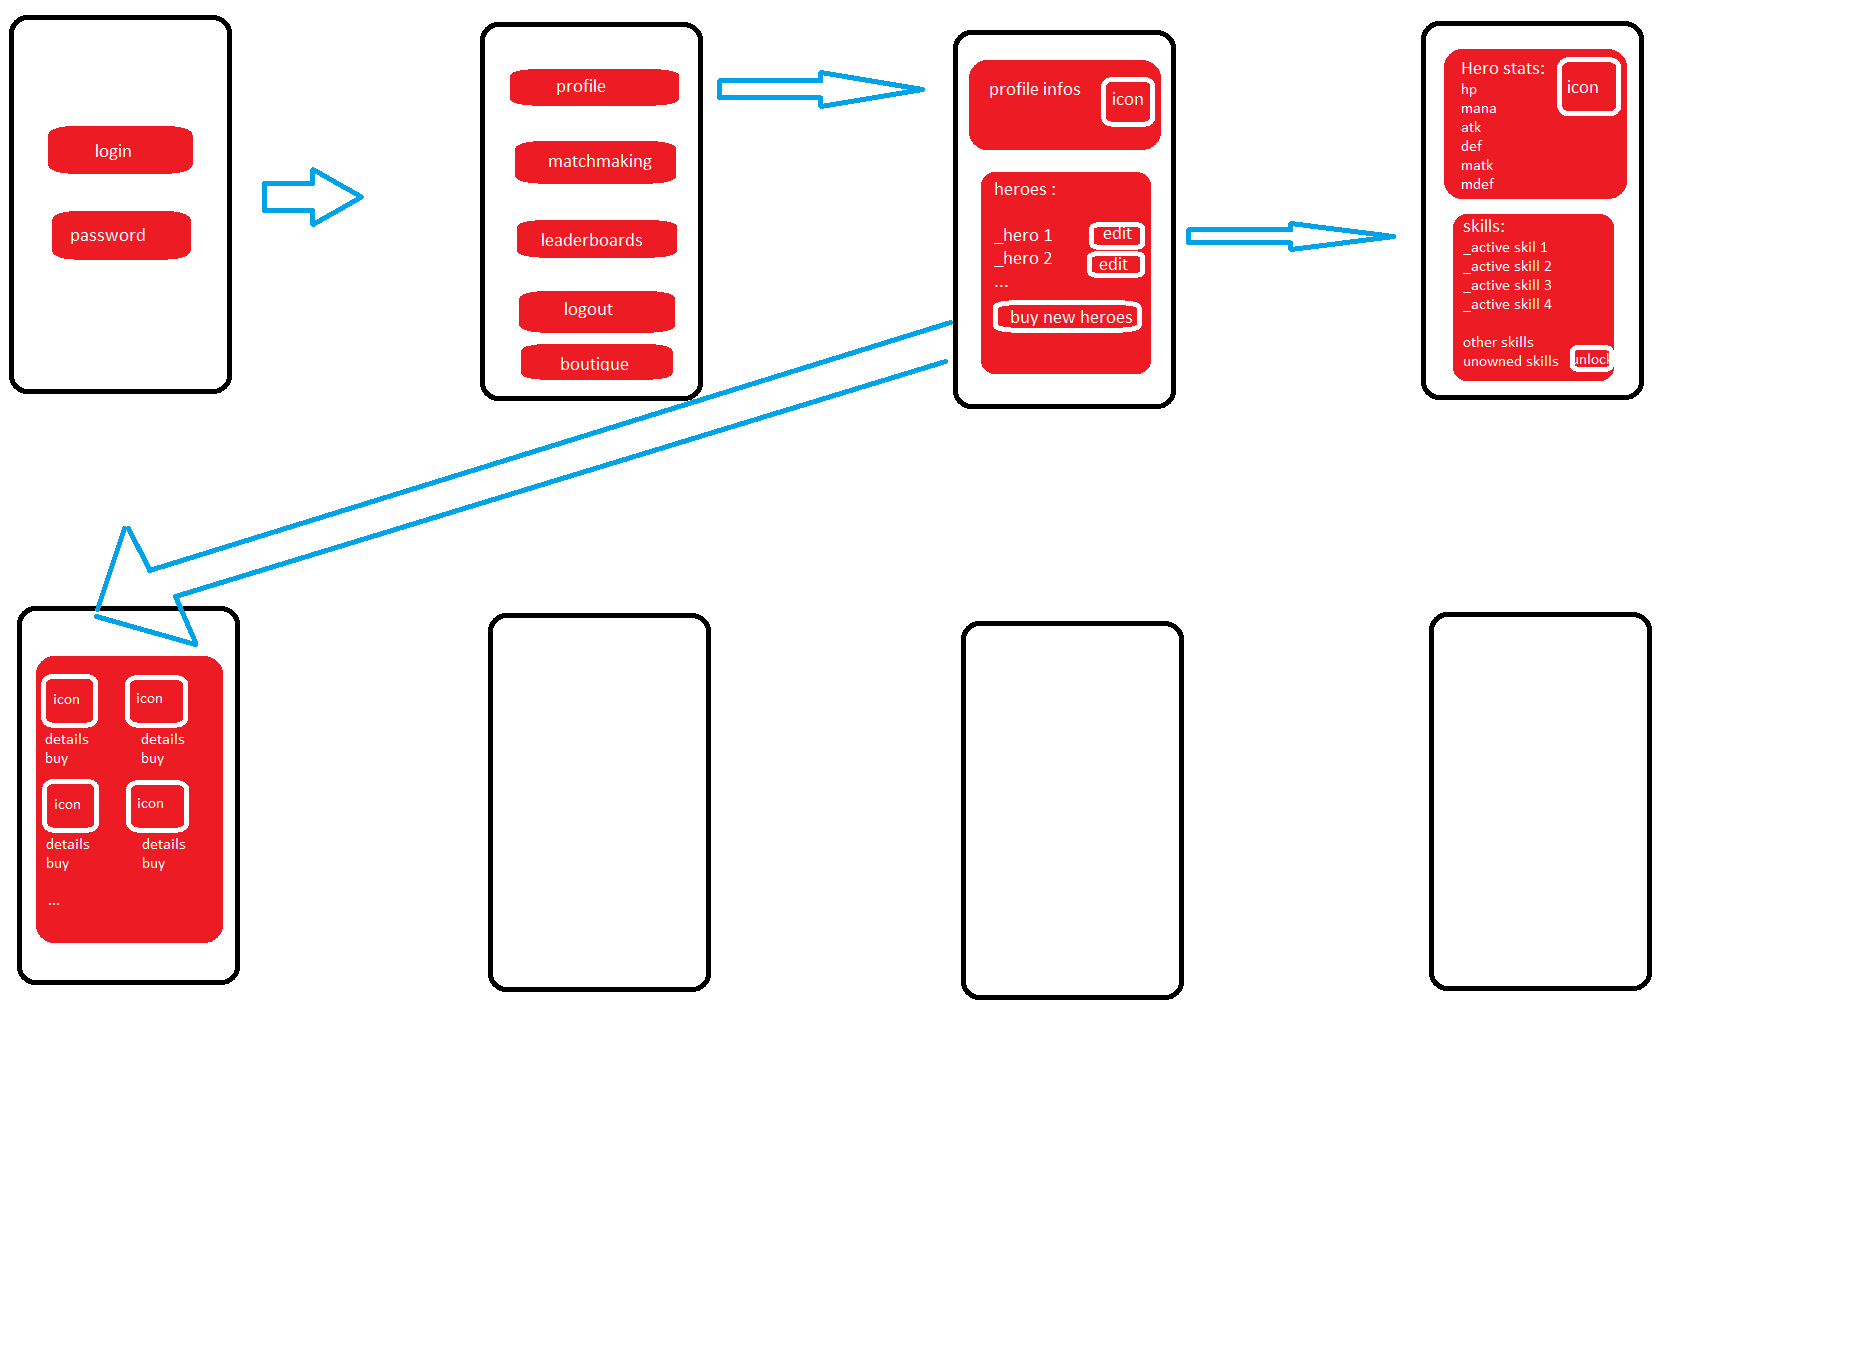 login
password
profile
matchmaking
leaderboards
logout
boutique
profile infos
icon
heroes :
_hero 1
edit
_hero 2
edit
...
buy new heroes
Hero stats:
icon
hp
mana
atk
def
matk
mdef
skills:
_active skil 1
_active skill 2
_active skill 3
_active skill 4
other skills
unowned skills
unlock
icon
icon
details
details
buy
buy
icon
icon
details
details
buy
buy
...